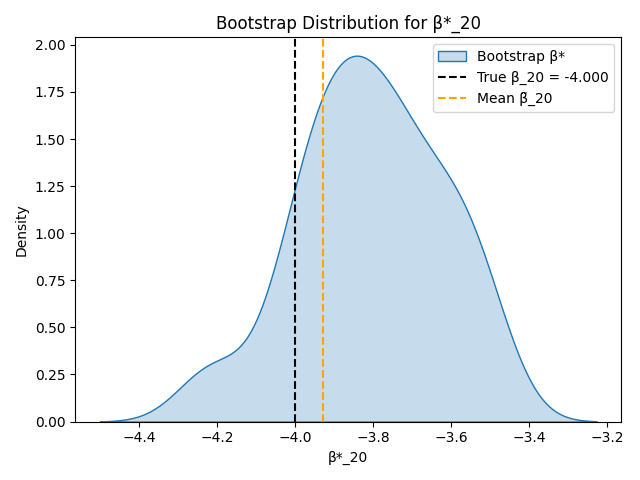 Bootstrap Distribution for β*_20
Bootstrap β*
True β_20 = -4.000
Mean β̂_20
Density
2.00
1.75
1.50
1.25
1.00
0.75
0.50
0.25
0.00
−4.4
−4.2
−4.0
−3.8
−3.6
−3.4
−3.2
β*_20